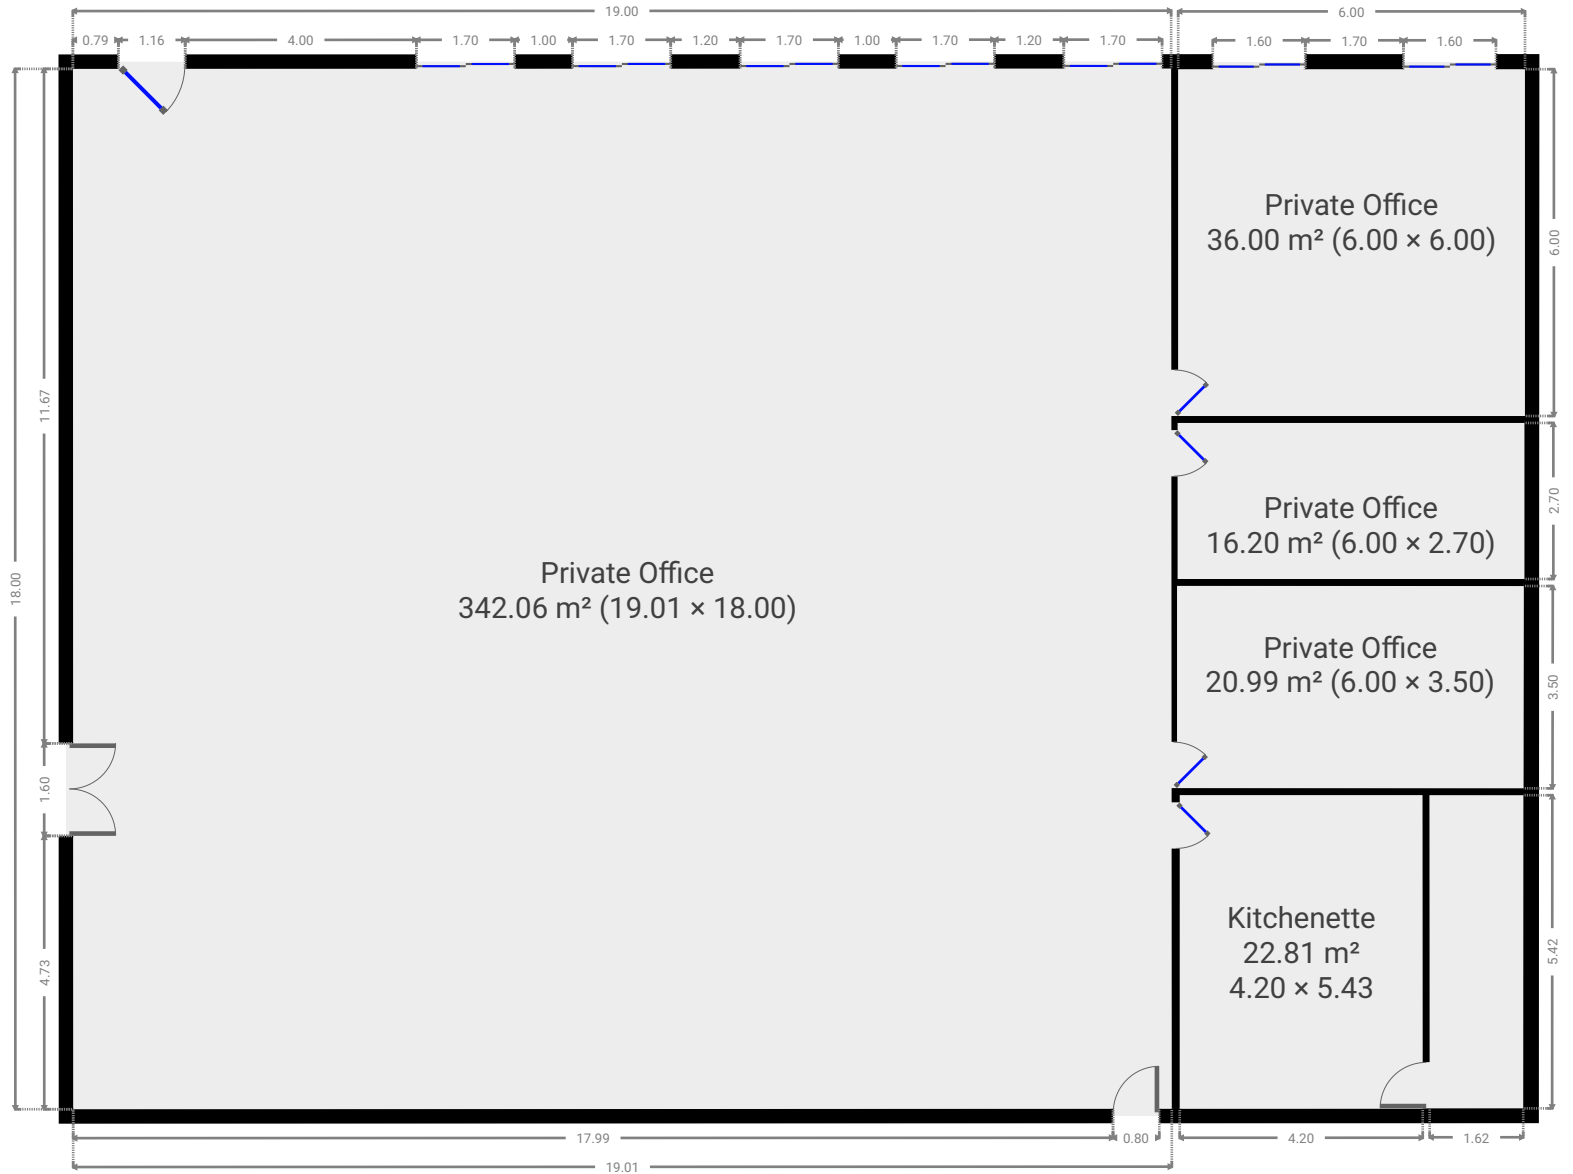 19.00
6.00
0.79
1.16
4.00
1.70
1.00
1.70
1.20
1.70
1.00
1.70
1.20
1.70
1.60
1.70
1.60
Private Office
36.00 m² (6.00 × 6.00)
6.00
11.67
Private Office
16.20 m² (6.00 × 2.70)
2.70
18.00
Private Office
342.06 m² (19.01 × 18.00)
Private Office
20.99 m² (6.00 × 3.50)
3.50
1.60
Kitchenette
22.81 m²
4.20 × 5.43
5.42
4.73
17.99
0.80
4.20
1.62
19.01